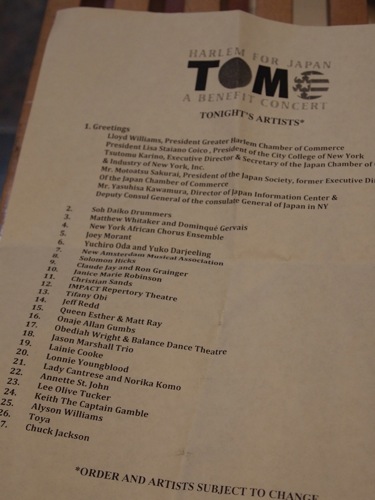 HARLEM FOR JAPAN
TOMO
A BENEFIT CONCERT
TONIGHT'S ARTISTS*
1. Greetings
Lloyd Williams, President Greater Harlem Chamber of Commerce
President Lisa Staiano Coico, President of the City College of New York
Tsutomu Karino, Executive Director & Secretary of the Japan Chamber of
& Industry of New York, Inc.
Mr. Motoatsu Sakurai, President of the Japan Society, former Executive Di
Of the Japan Chamber of Commerce
Mr. Yasuhisa Kawamura, Director of Japan Information Center &
Deputy Consul General of the consulate General of Japan in NY
2. Soh Daiko Drummers
3. Matthew Whitaker and Dominiqué Gervais
4. New York African Chorus Ensemble
5. Joey Morant
6. Yuchiro Oda and Yuko Darjeeling
7. New Amsterdam Musical Association
8. Solomon Hicks
9. Claude Jay and Ron Grainger
10. Janice Marie Robinson
11. Christian Sands
12. IMPACT Repertory Theatre
13. Tifany Obi
14. Jeff Redd
15. Queen Esther & Matt Ray
16. Onaje Allan Gumbs
17. Obediah Wright & Balance Dance Theatre
18. Jason Marshall Trio
19. Lainie Cooke
20. Lonnie Youngblood
21. Lady Cantrese and Norika Komo
22. Annette St. John
23. Lee Olive Tucker
24. Keith The Captain Gamble
25. Alyson Williams
26. Toya
7. Chuck Jackson
*ORDER AND ARTISTS SUBJECT TO CHANGE